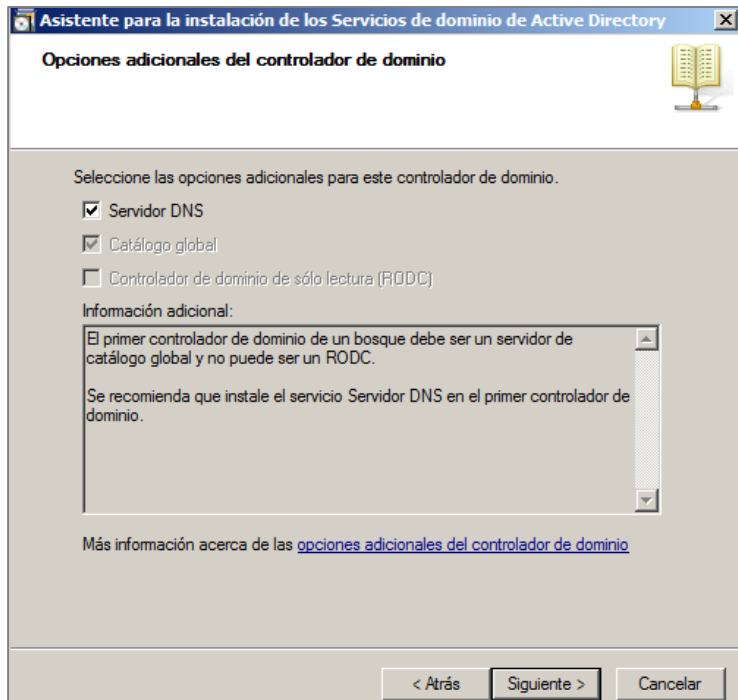 Asistente para la instalación de los Servicios de dominio de Active Directory
Opciones adicionales del controlador de dominio
Seleccione las opciones adicionales para este controlador de dominio.
Servidor DNS
Catálogo global
Controlador de dominio de sólo lectura (RODC)
Información adicional:
El primer controlador de dominio de un bosque debe ser un servidor de
catálogo global y no puede ser un RODC.
Se recomienda que instale el servicio Servidor DNS en el primer controlador de
dominio.
Más información acerca de las opciones adicionales del controlador de dominio
< Atrás
Siguiente >
Cancelar